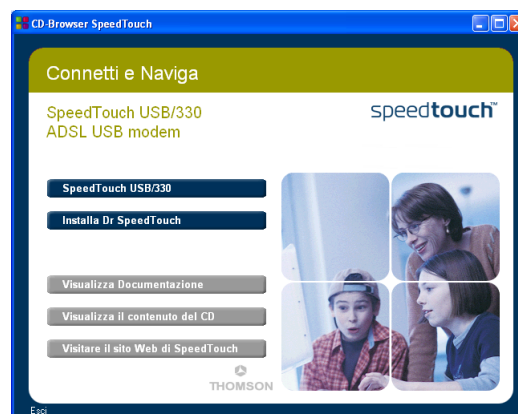 CD-Browser SpeedTouch
Connetti e Naviga
SpeedTouch USB/330
ADSL USB modem
speedtouch™
SpeedTouch USB/330
Installa Dr SpeedTouch
Visualizza Documentazione
Visualizza il contenuto del CD
Visitare il sito Web di SpeedTouch
THOMSON
Esci